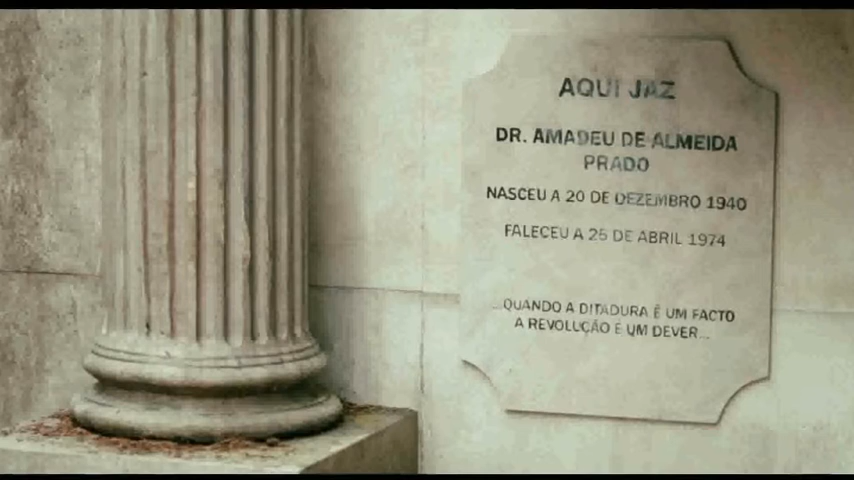 AQUI JAZ
DR. AMADEU DE ALMEIDA
PRADO
NASCEU A 20 DE DEZEMBRO 1940
FALECEU A 25 DE ABRIL 1974
...QUANDO A DITADURA É UM FACTO
A REVOLUÇÃO É UM DEVER...